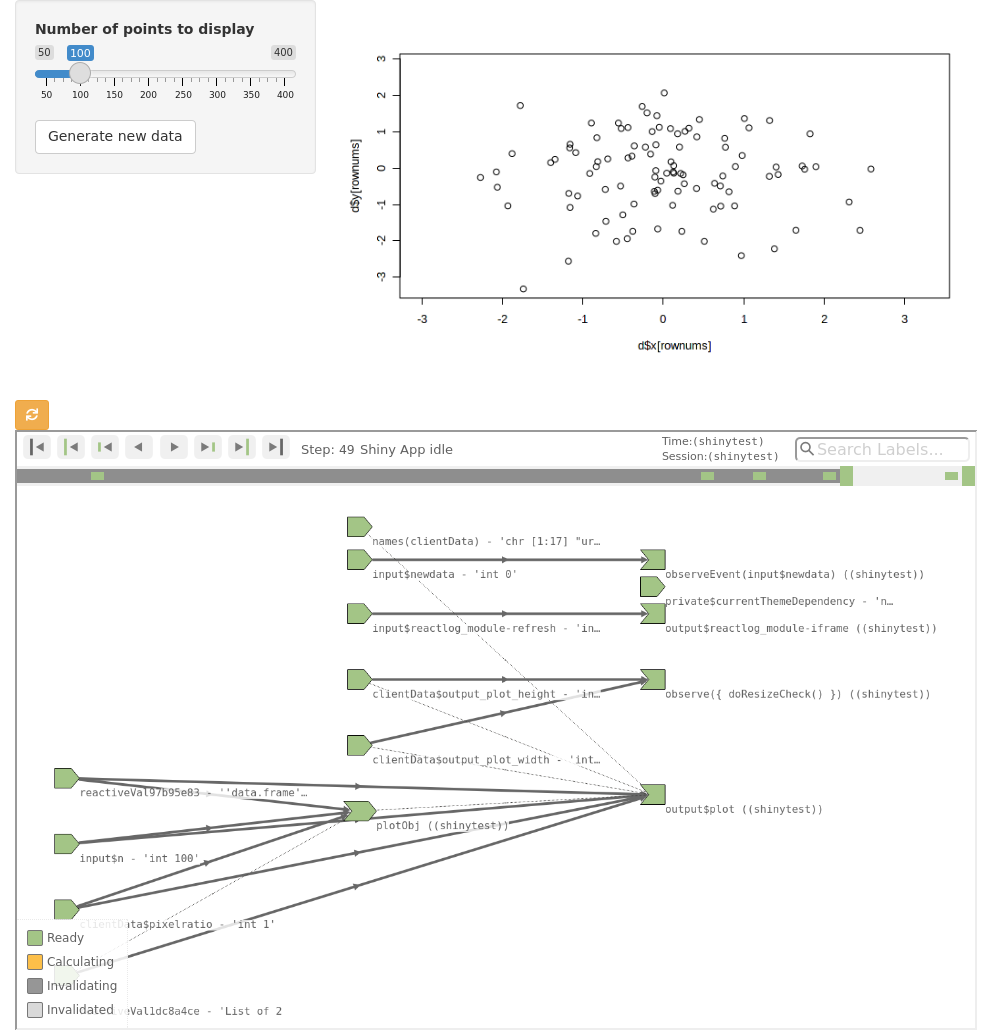 Number of points to display
50 100 400
50 100 150 200 250 300 350 400
Generate new data
3
2
1
0
-1
-2
-3
d$y[rownums]
-3 -2 -1 0 1 2 3
d$x[rownums]
Step: 49 Shiny App idle
Time:(shinytest)
Session:(shinytest)
Search Labels...
names(clientData) - 'chr [1:17] "ur…
input$newdata - 'int 0'
observeEvent(input$newdata) ((shinytest))
private$currentThemeDependency - 'n…
input$reactlog_module-refresh - 'in…
output$reactlog_module-iframe ((shinytest))
clientData$output_plot_height - 'in…
observe({ doResizeCheck() }) ((shinytest))
clientData$output_plot_width - 'int…
reactiveVal97b95e83 - ''data.frame'…
output$plot ((shinytest))
plotObj ((shinytest))
input$n - 'int 100'
clientData$pixelratio - 'int 1'
Ready
Calculating
Invalidating
Invalidated
veVal1dc8a4ce - 'List of 2